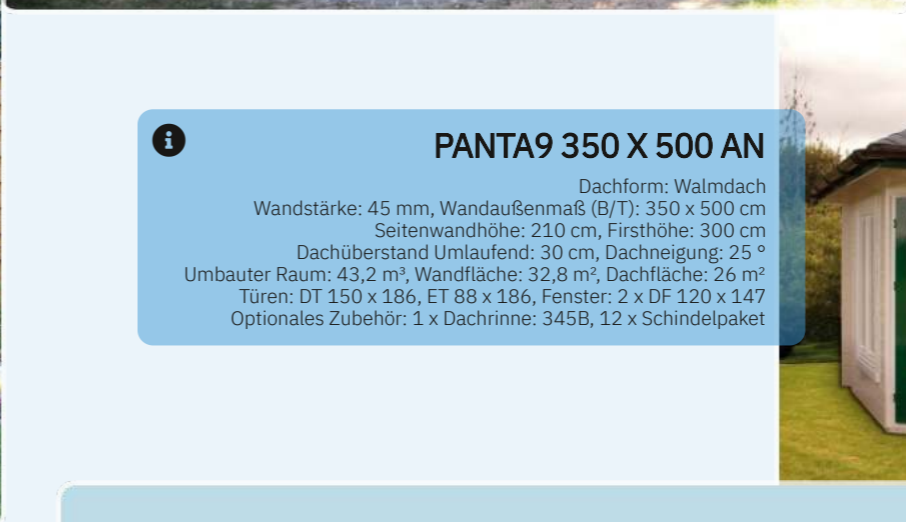 PANTA9 350 X 500 AN
Dachform: Walmdach
Wandstärke: 45 mm, Wandaußenmaß (B/T): 350 x 500 cm
Seitenwandhöhe: 210 cm, Firsthöhe: 300 cm
Dachüberstand Umlaufend: 30 cm, Dachneigung: 25 °
Umbauter Raum: 43,2 m³, Wandfläche: 32,8 m², Dachfläche: 26 m²
Türen: DT 150 x 186, ET 88 x 186, Fenster: 2 x DF 120 x 147
Optionales Zubehör: 1 x Dachrinne: 345B, 12 x Schindelpaket